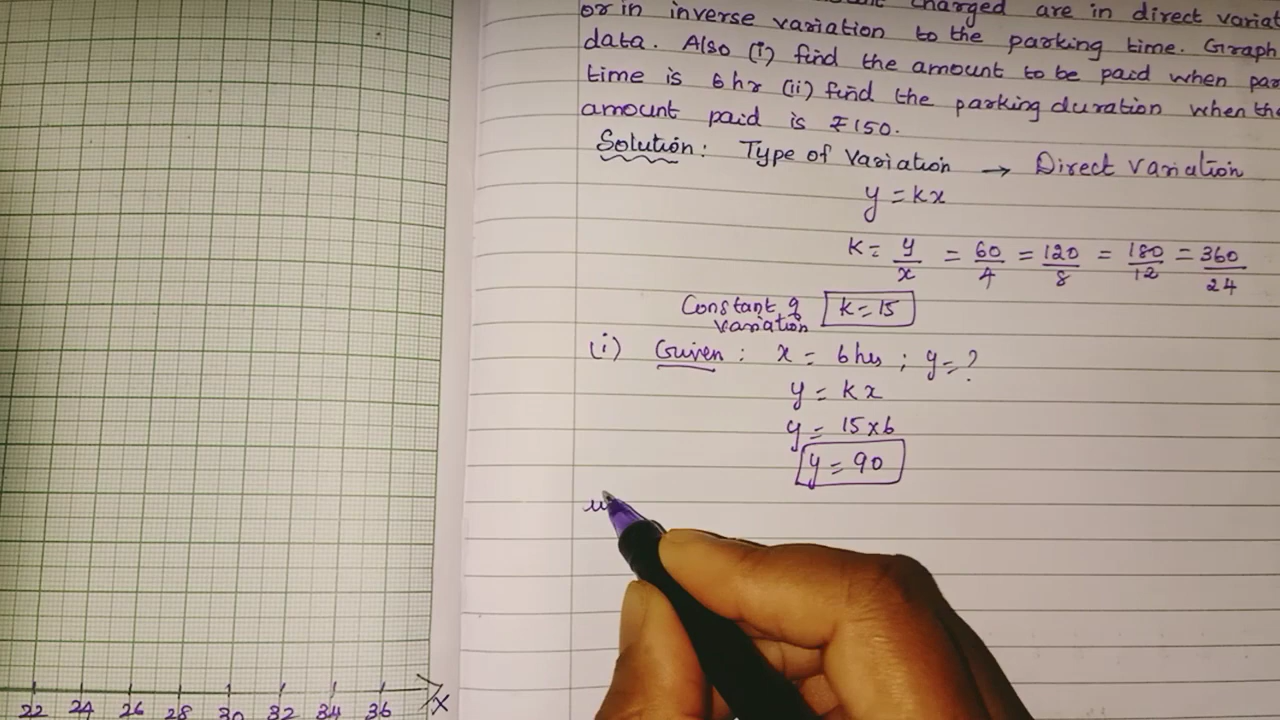 charged are in direct variat
or in inverse variation to the parking time. Graph
data. Also (i) find the amount to be paid when par
time is 6 hr (ii) find the parking duration when the
amount paid is ₹150.
Solution: Type of Variation → Direct variation
y = kx
k = y/x = 60/4 = 120/8 = 180/12 = 360/24
Constant of variation k = 15
(i) Given: x = 6 hrs ; y = ?
y = kx
y = 15 × 6
y = 90
22 24 26 28 30 32 34 36 X